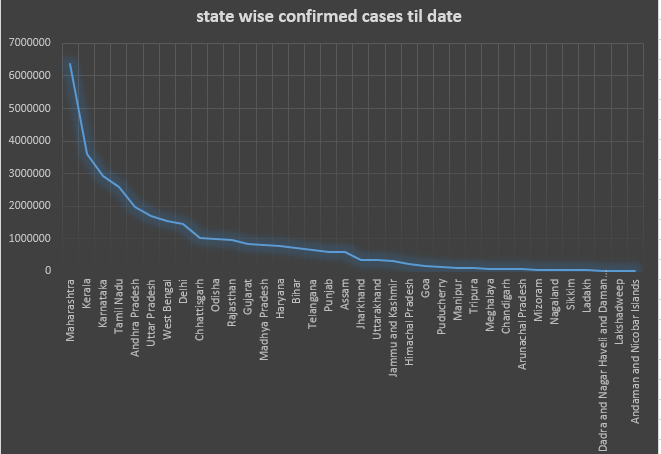 state wise confirmed cases til date
7000000
6000000
5000000
4000000
3000000
2000000
1000000
0
Maharashtra
Kerala
Karnataka
Tamil Nadu
Andhra Pradesh
Uttar Pradesh
West Bengal
Delhi
Chhattisgarh
Odisha
Rajasthan
Gujarat
Madhya Pradesh
Haryana
Bihar
Telangana
Punjab
Assam
Jharkhand
Uttarakhand
Jammu and Kashmir
Himachal Pradesh
Goa
Puducherry
Manipur
Tripura
Meghalaya
Chandigarh
Arunachal Pradesh
Mizoram
Nagaland
Sikkim
Ladakh
Dadra and Nagar Haveli and Daman…
Lakshadweep
Andaman and Nicobar Islands